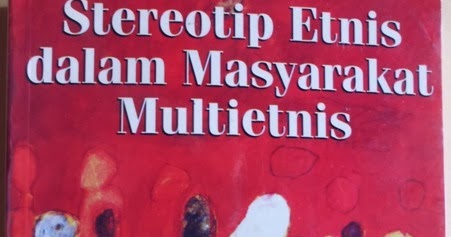 Stereotip Etnis
dalam Masyarakat
Multietnis